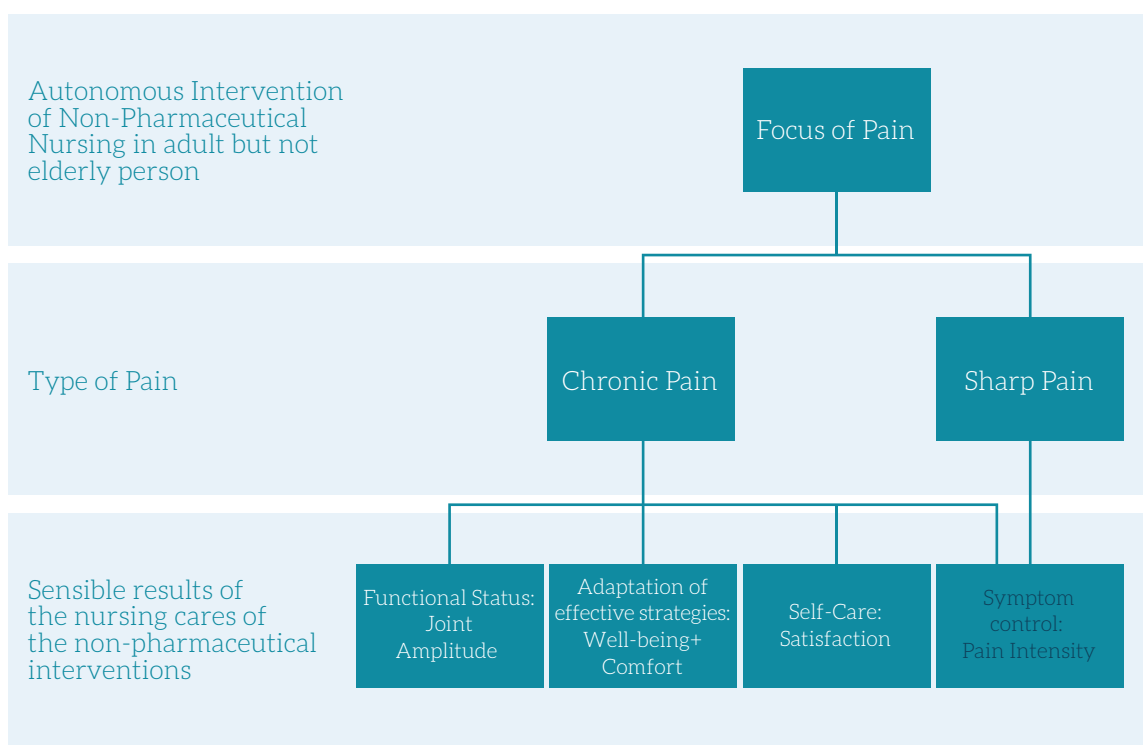 Autonomous Intervention
of Non-Pharmaceutical
Nursing in adult but not
elderly person
Focus of Pain
Type of Pain
Chronic Pain
Sharp Pain
Sensible results of
the nursing cares of
the non-pharmaceutical
interventions
Functional Status:
Joint
Amplitude
Adaptation of
effective strategies:
Well-being+
Comfort
Self-Care:
Satisfaction
Symptom
control:
Pain Intensity